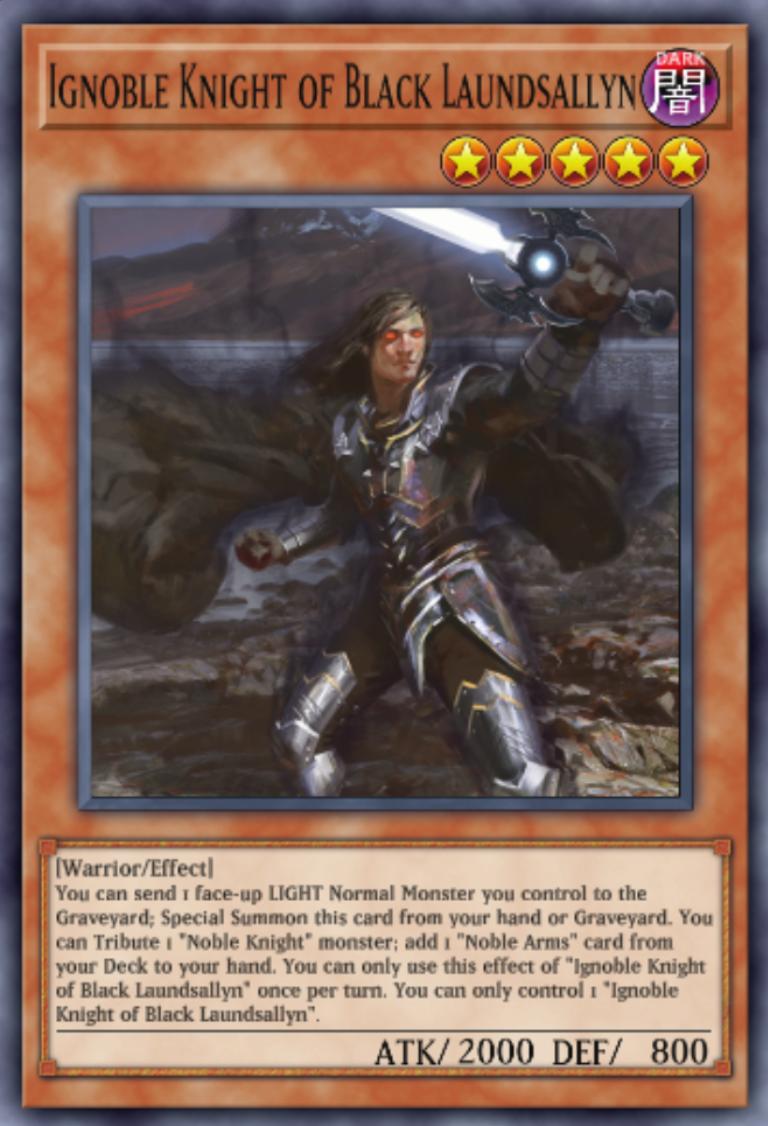 Ignoble Knight of Black Laundsallyn
DARK
闇
[Warrior/Effect]
You can send 1 face-up LIGHT Normal Monster you control to the
Graveyard; Special Summon this card from your hand or Graveyard. You
can Tribute 1 "Noble Knight" monster; add 1 "Noble Arms" card from
your Deck to your hand. You can only use this effect of "Ignoble Knight
of Black Laundsallyn" once per turn. You can only control 1 "Ignoble
Knight of Black Laundsallyn".
ATK/ 2000 DEF/ 800